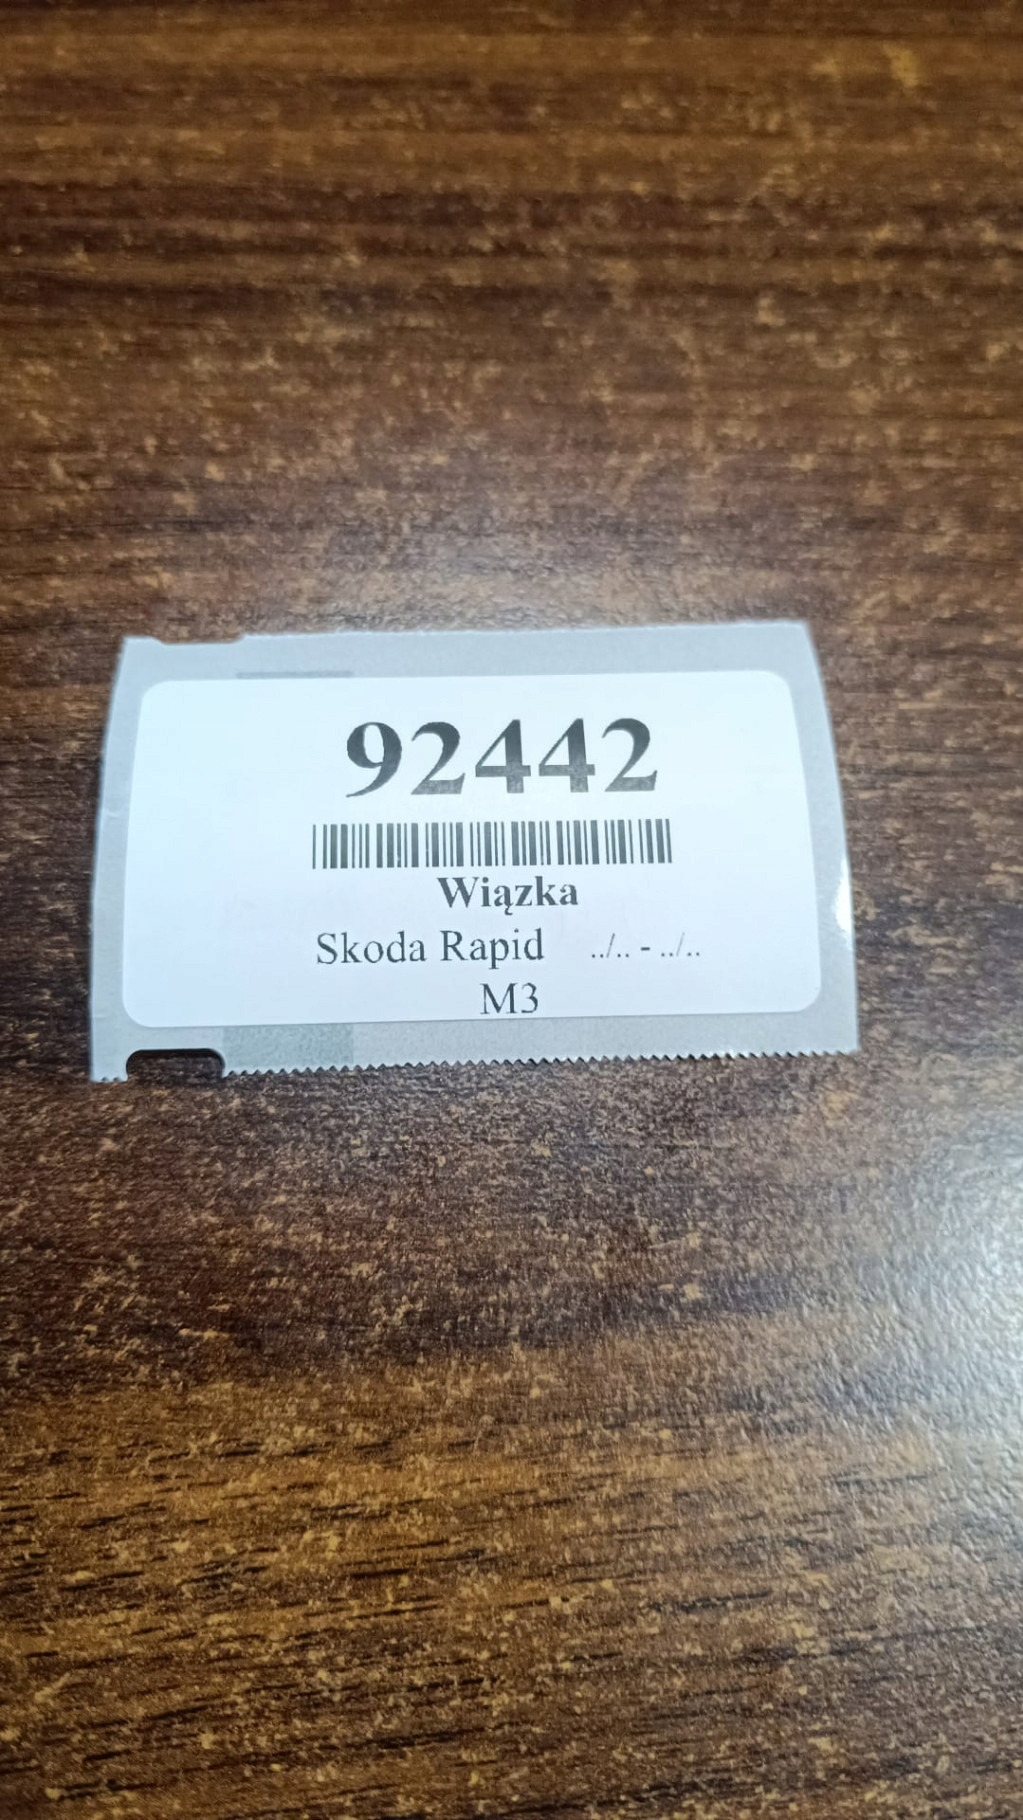 92442
Wiązka
Skoda Rapid ../.. - ../..
M3